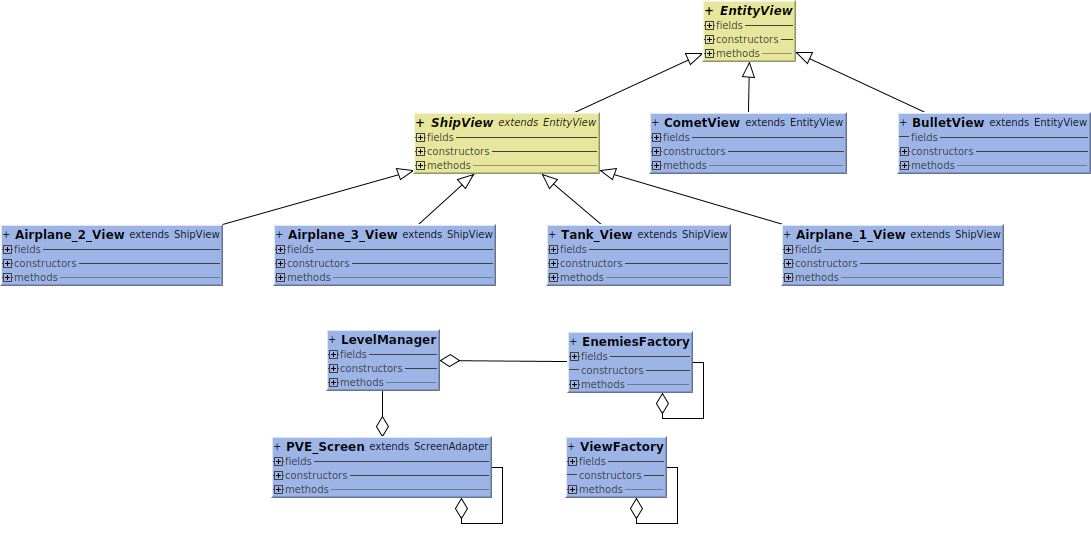 + EntityView
fields
constructors
methods
+ ShipView extends EntityView
fields
constructors
methods
+ CometView extends EntityView
fields
constructors
methods
+ BulletView extends EntityView
fields
constructors
methods
+ Airplane_2_View extends ShipView
fields
constructors
methods
+ Airplane_3_View extends ShipView
fields
constructors
methods
+ Tank_View extends ShipView
fields
constructors
methods
+ Airplane_1_View extends ShipView
fields
constructors
methods
+ LevelManager
fields
constructors
methods
+ EnemiesFactory
fields
constructors
methods
+ PVE_Screen extends ScreenAdapter
fields
constructors
methods
+ ViewFactory
fields
constructors
methods